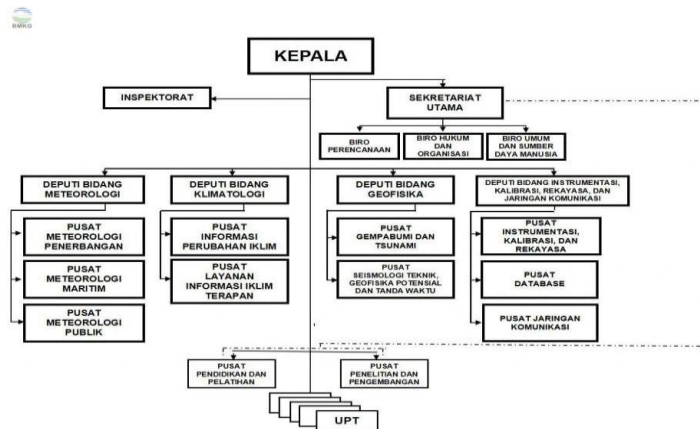 BMKG
KEPALA
INSPEKTORAT
SEKRETARIAT
UTAMA
BIRO
PERENCANAAN
BIRO HUKUM
DAN
ORGANISASI
BIRO UMUM
DAN SUMBER
DAYA MANUSIA
DEPUTI BIDANG
METEOROLOGI
DEPUTI BIDANG
KLIMATOLOGI
DEPUTI BIDANG
GEOFISIKA
DEPUTI BIDANG INSTRUMENTASI,
KALIBRASI, REKAYASA, DAN
JARINGAN KOMUNIKASI
PUSAT
METEOROLOGI
PENERBANGAN
PUSAT
INFORMASI
PERUBAHAN IKLIM
PUSAT
GEMPABUMI DAN
TSUNAMI
PUSAT
INSTRUMENTASI,
KALIBRASI, DAN
REKAYASA
PUSAT
METEOROLOGI
MARITIM
PUSAT
LAYANAN
INFORMASI IKLIM
TERAPAN
PUSAT
SEISMOLOGI TEKNIK,
GEOFISIKA POTENSIAL
DAN TANDA WAKTU
PUSAT
DATABASE
PUSAT
METEOROLOGI
PUBLIK
PUSAT JARINGAN
KOMUNIKASI
PUSAT
PENDIDIKAN DAN
PELATIHAN
PUSAT
PENELITIAN DAN
PENGEMBANGAN
UPT